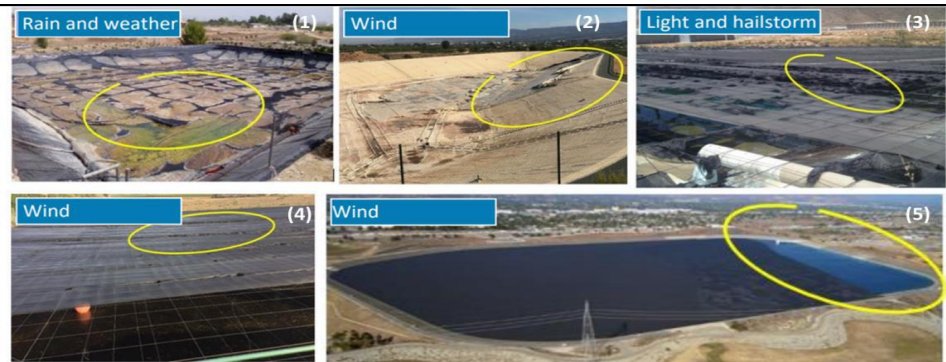 Rain and weather
(1)
Wind
(2)
Light and hailstorm
(3)
Wind
(4)
Wind
(5)